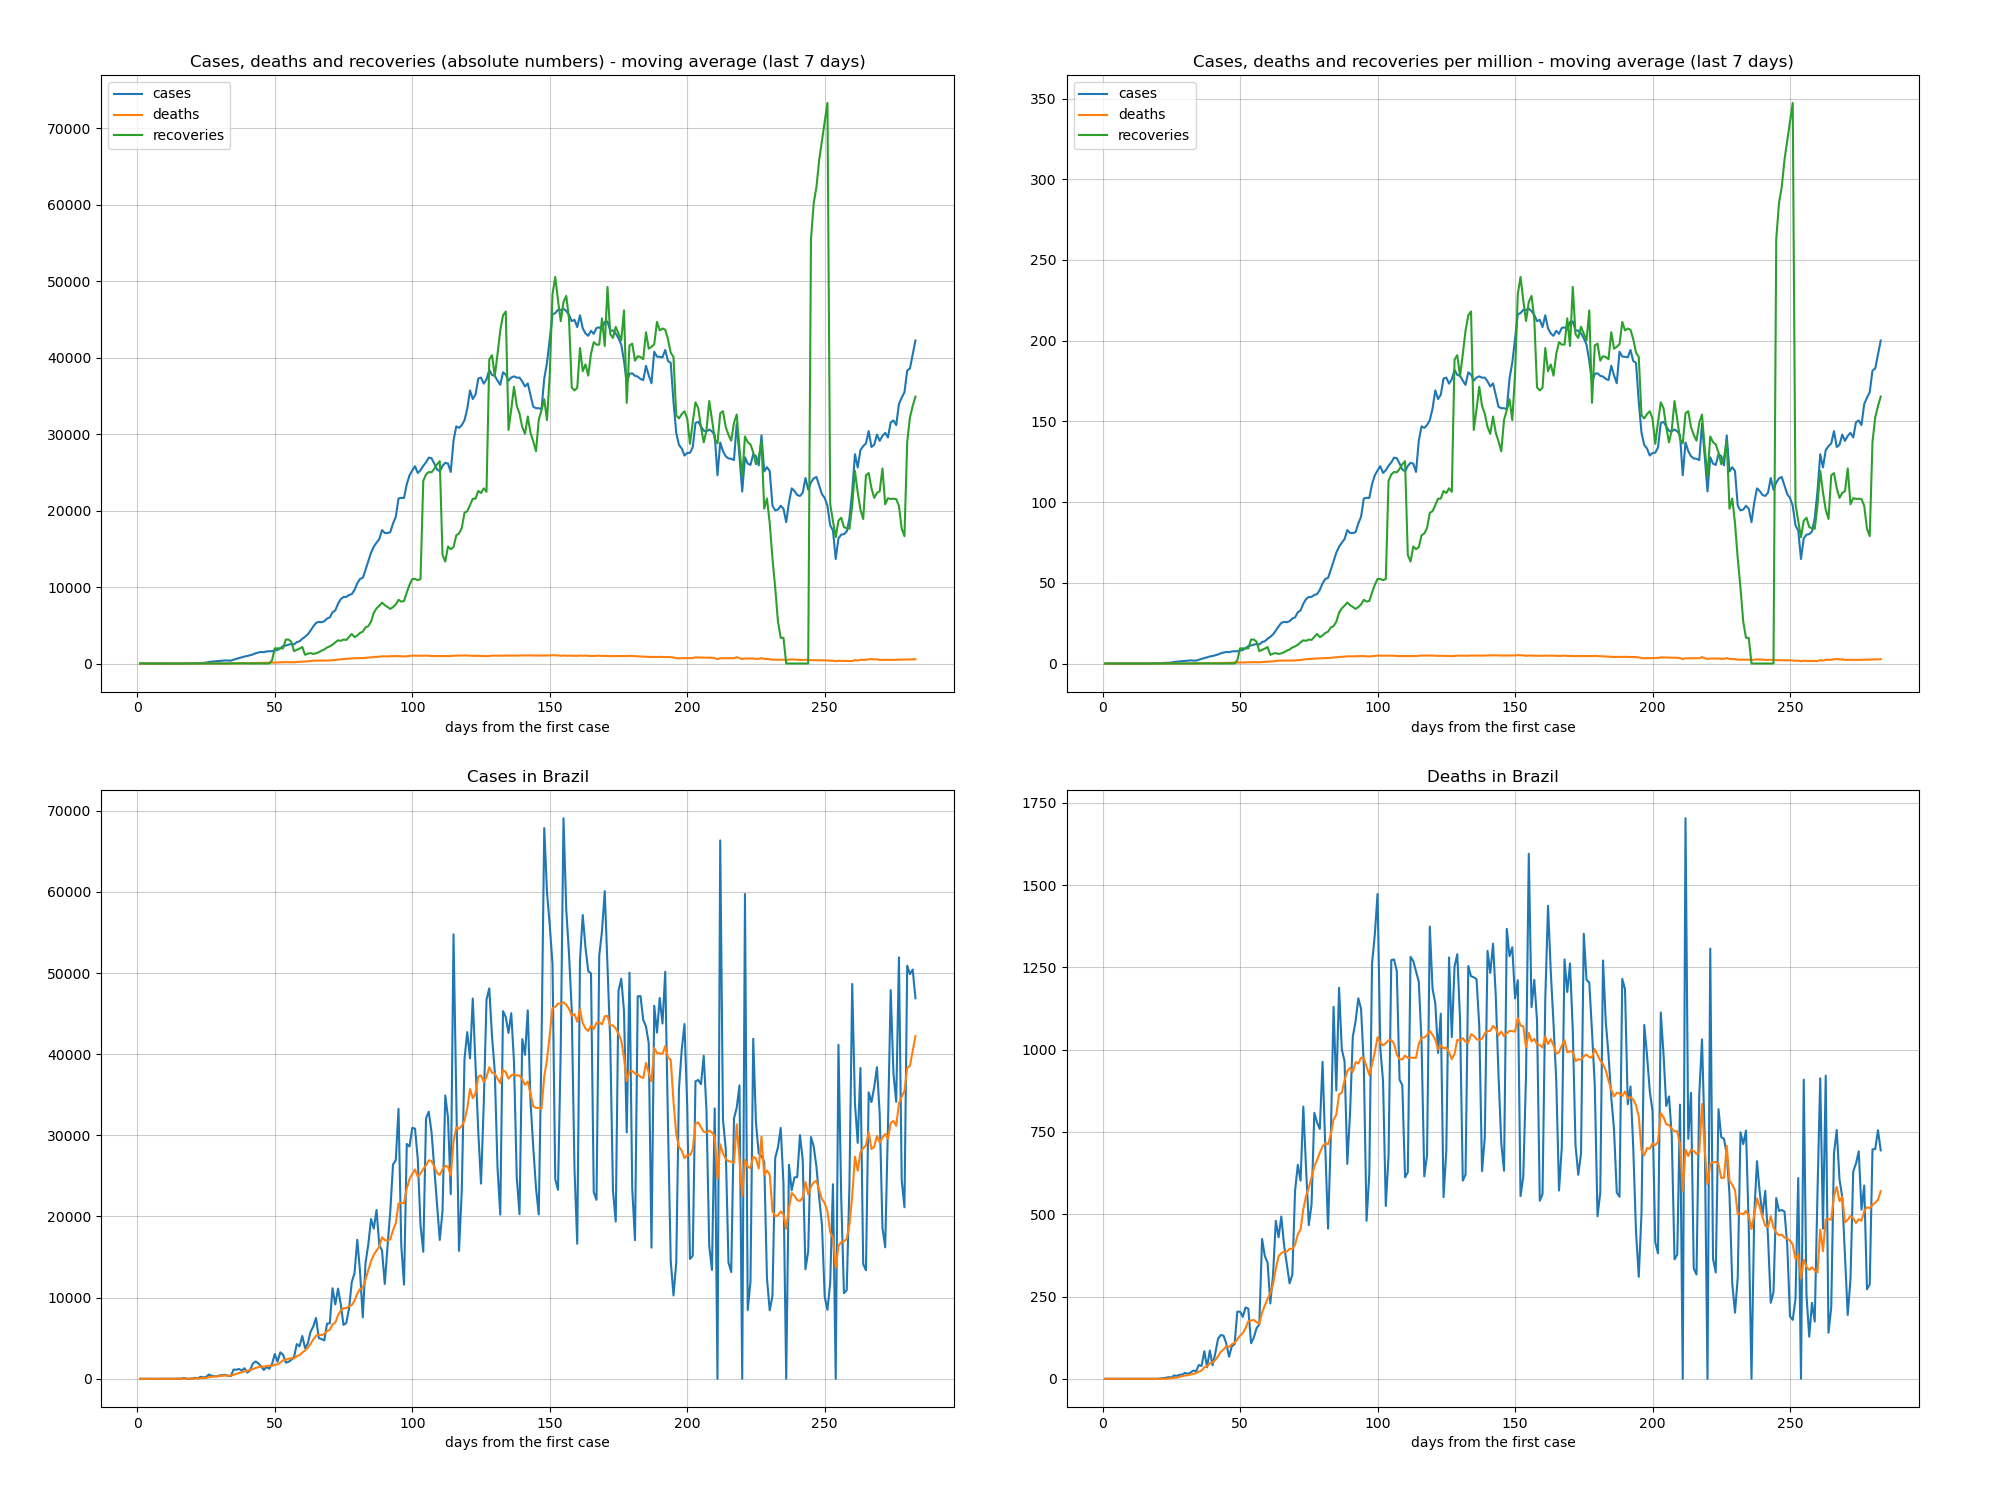 Cases, deaths and recoveries (absolute numbers) - moving average (last 7 days)
cases
deaths
recoveries
70000
60000
50000
40000
30000
20000
10000
0
0 50 100 150 200 250
days from the first case
Cases, deaths and recoveries per million - moving average (last 7 days)
cases
deaths
recoveries
350
300
250
200
150
100
50
0
0 50 100 150 200 250
days from the first case
Cases in Brazil
70000
60000
50000
40000
30000
20000
10000
0
0 50 100 150 200 250
days from the first case
Deaths in Brazil
1750
1500
1250
1000
750
500
250
0
0 50 100 150 200 250
days from the first case